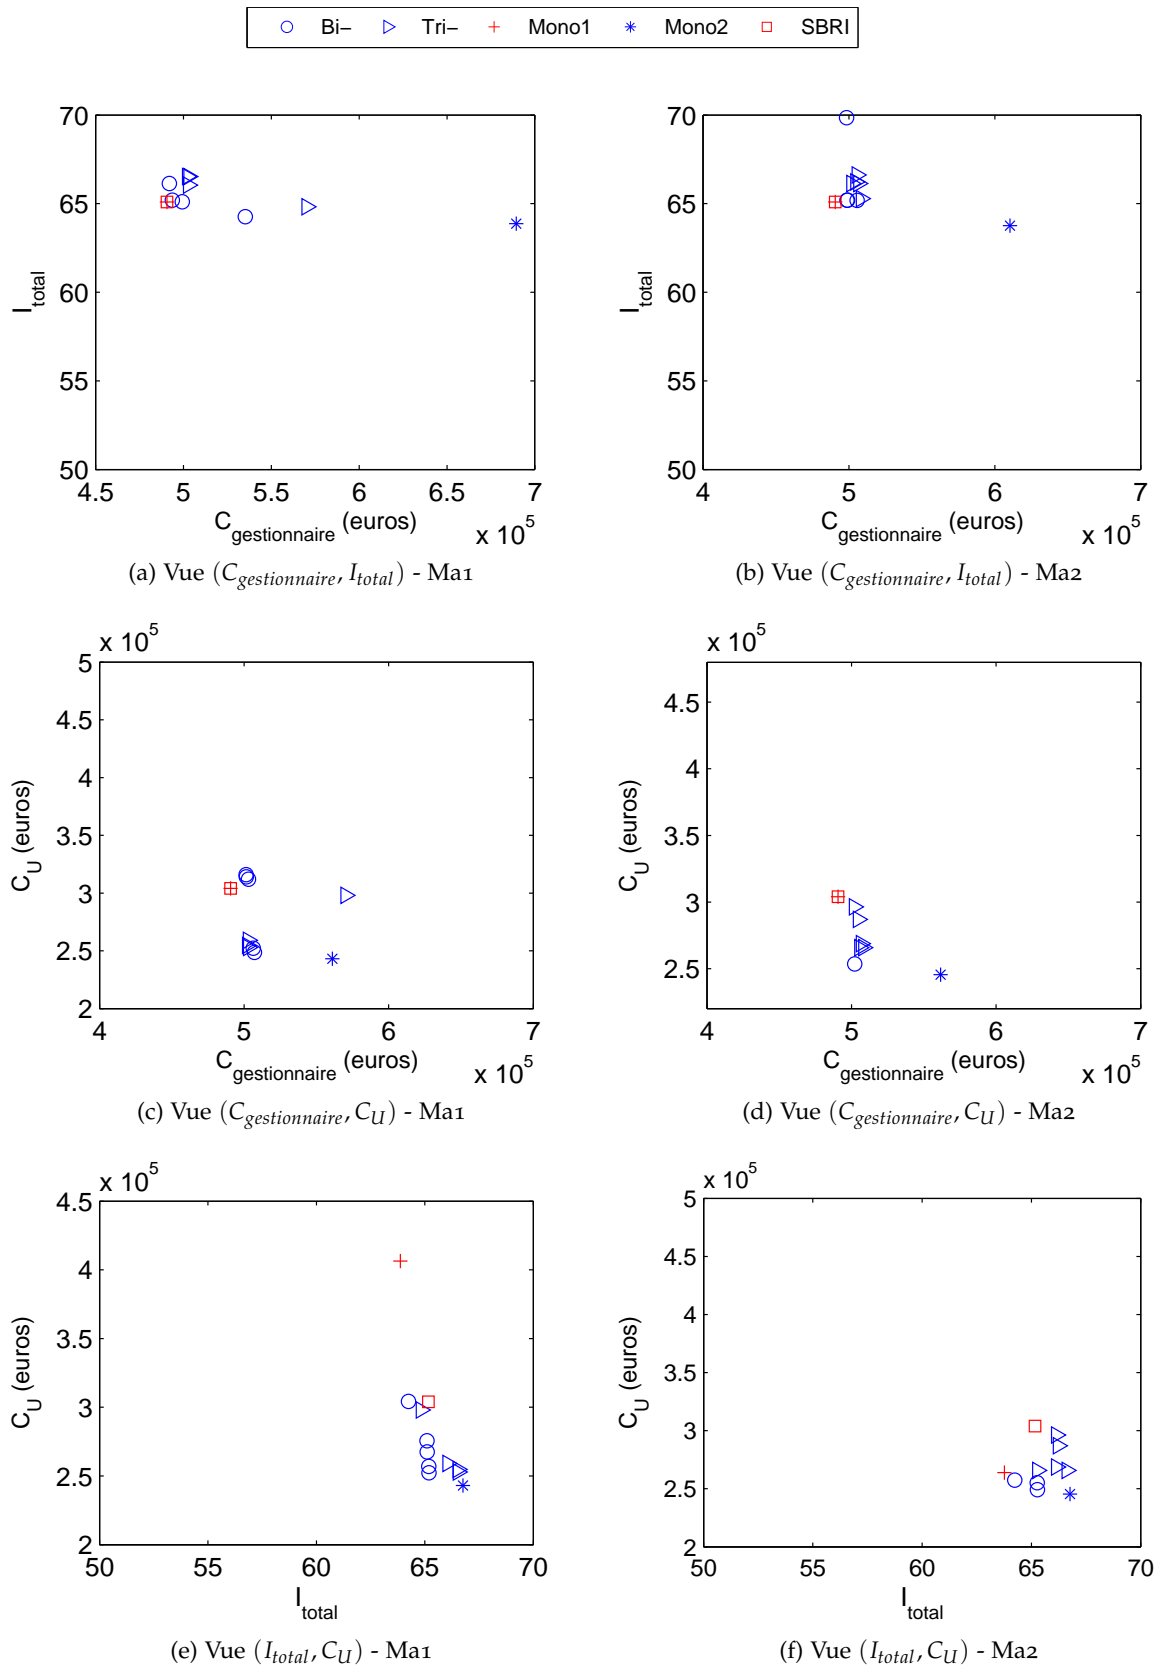 Bi− Tri− Mono1 Mono2 SBRI
70
65
60
55
50
I_total
4.5 5 5.5 6 6.5 7
C_gestionnaire (euros)
x 10^5
(a) Vue (C_gestionnaire, I_total) - Ma1
70
65
60
55
50
I_total
4 5 6 7
C_gestionnaire (euros)
x 10^5
(b) Vue (C_gestionnaire, I_total) - Ma2
x 10^5
5
4.5
4
3.5
3
2.5
2
C_U (euros)
4 5 6 7
C_gestionnaire (euros)
x 10^5
(c) Vue (C_gestionnaire, C_U) - Ma1
x 10^5
4.5
4
3.5
3
2.5
C_U (euros)
4 5 6 7
C_gestionnaire (euros)
x 10^5
(d) Vue (C_gestionnaire, C_U) - Ma2
x 10^5
4.5
4
3.5
3
2.5
2
C_U (euros)
50 55 60 65 70
I_total
(e) Vue (I_total, C_U) - Ma1
x 10^5
5
4.5
4
3.5
3
2.5
2
C_U (euros)
50 55 60 65 70
I_total
(f) Vue (I_total, C_U) - Ma2